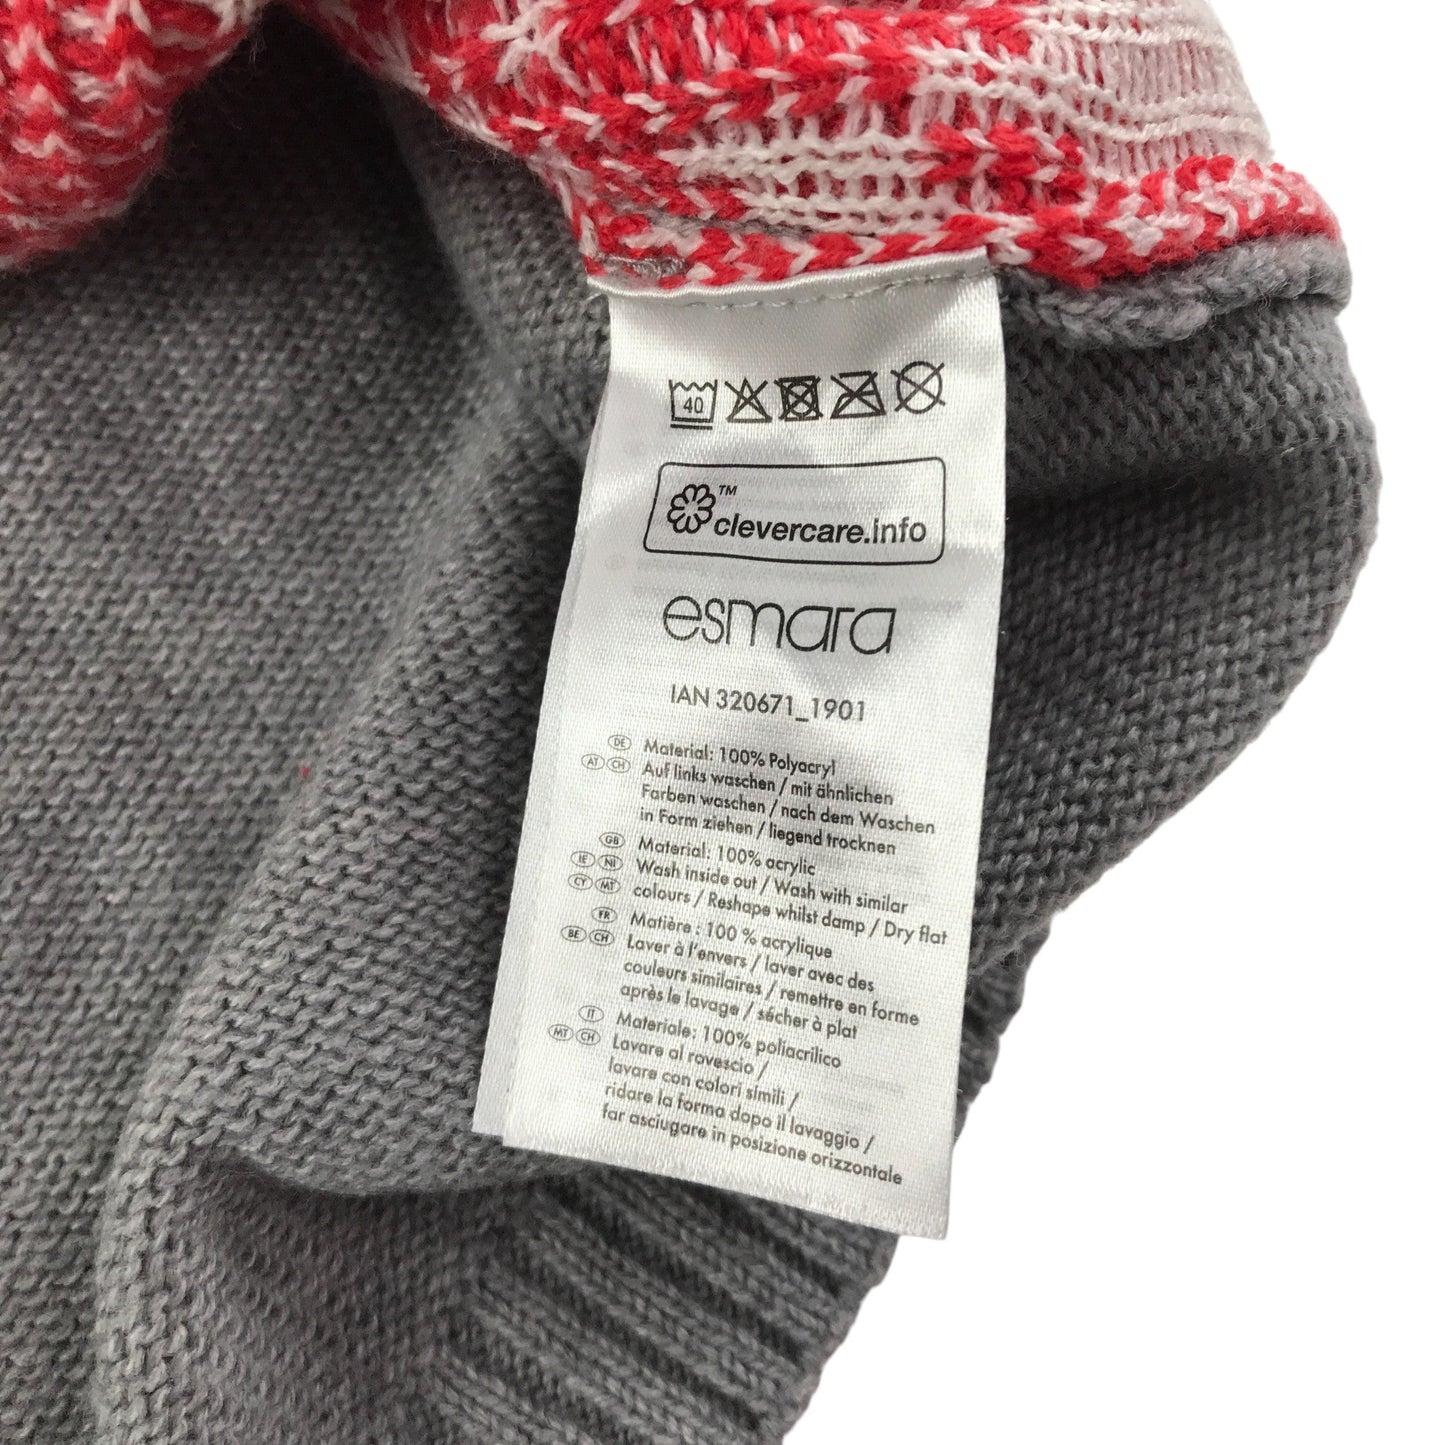 40
TM
clevercare.info
esmara
IAN 320671_1901
DE Material: 100% Polyacryl
AT CH Auf links waschen / mit ähnlichen
Farben waschen / nach dem Waschen
in Form ziehen / liegend trocknen
GB Material: 100% acrylic
IE NI Wash inside out / Wash with similar
CY MT colours / Reshape whilst damp / Dry flat
FR Matière : 100 % acrylique
BE CH Laver à l'envers / laver avec des
couleurs similaires / remettre en forme
après le lavage / sécher à plat
IT Materiale: 100% poliacrilico
MT CH Lavare al rovescio /
lavare con colori simili /
ridare la forma dopo il lavaggio /
far asciugare in posizione orizzontale